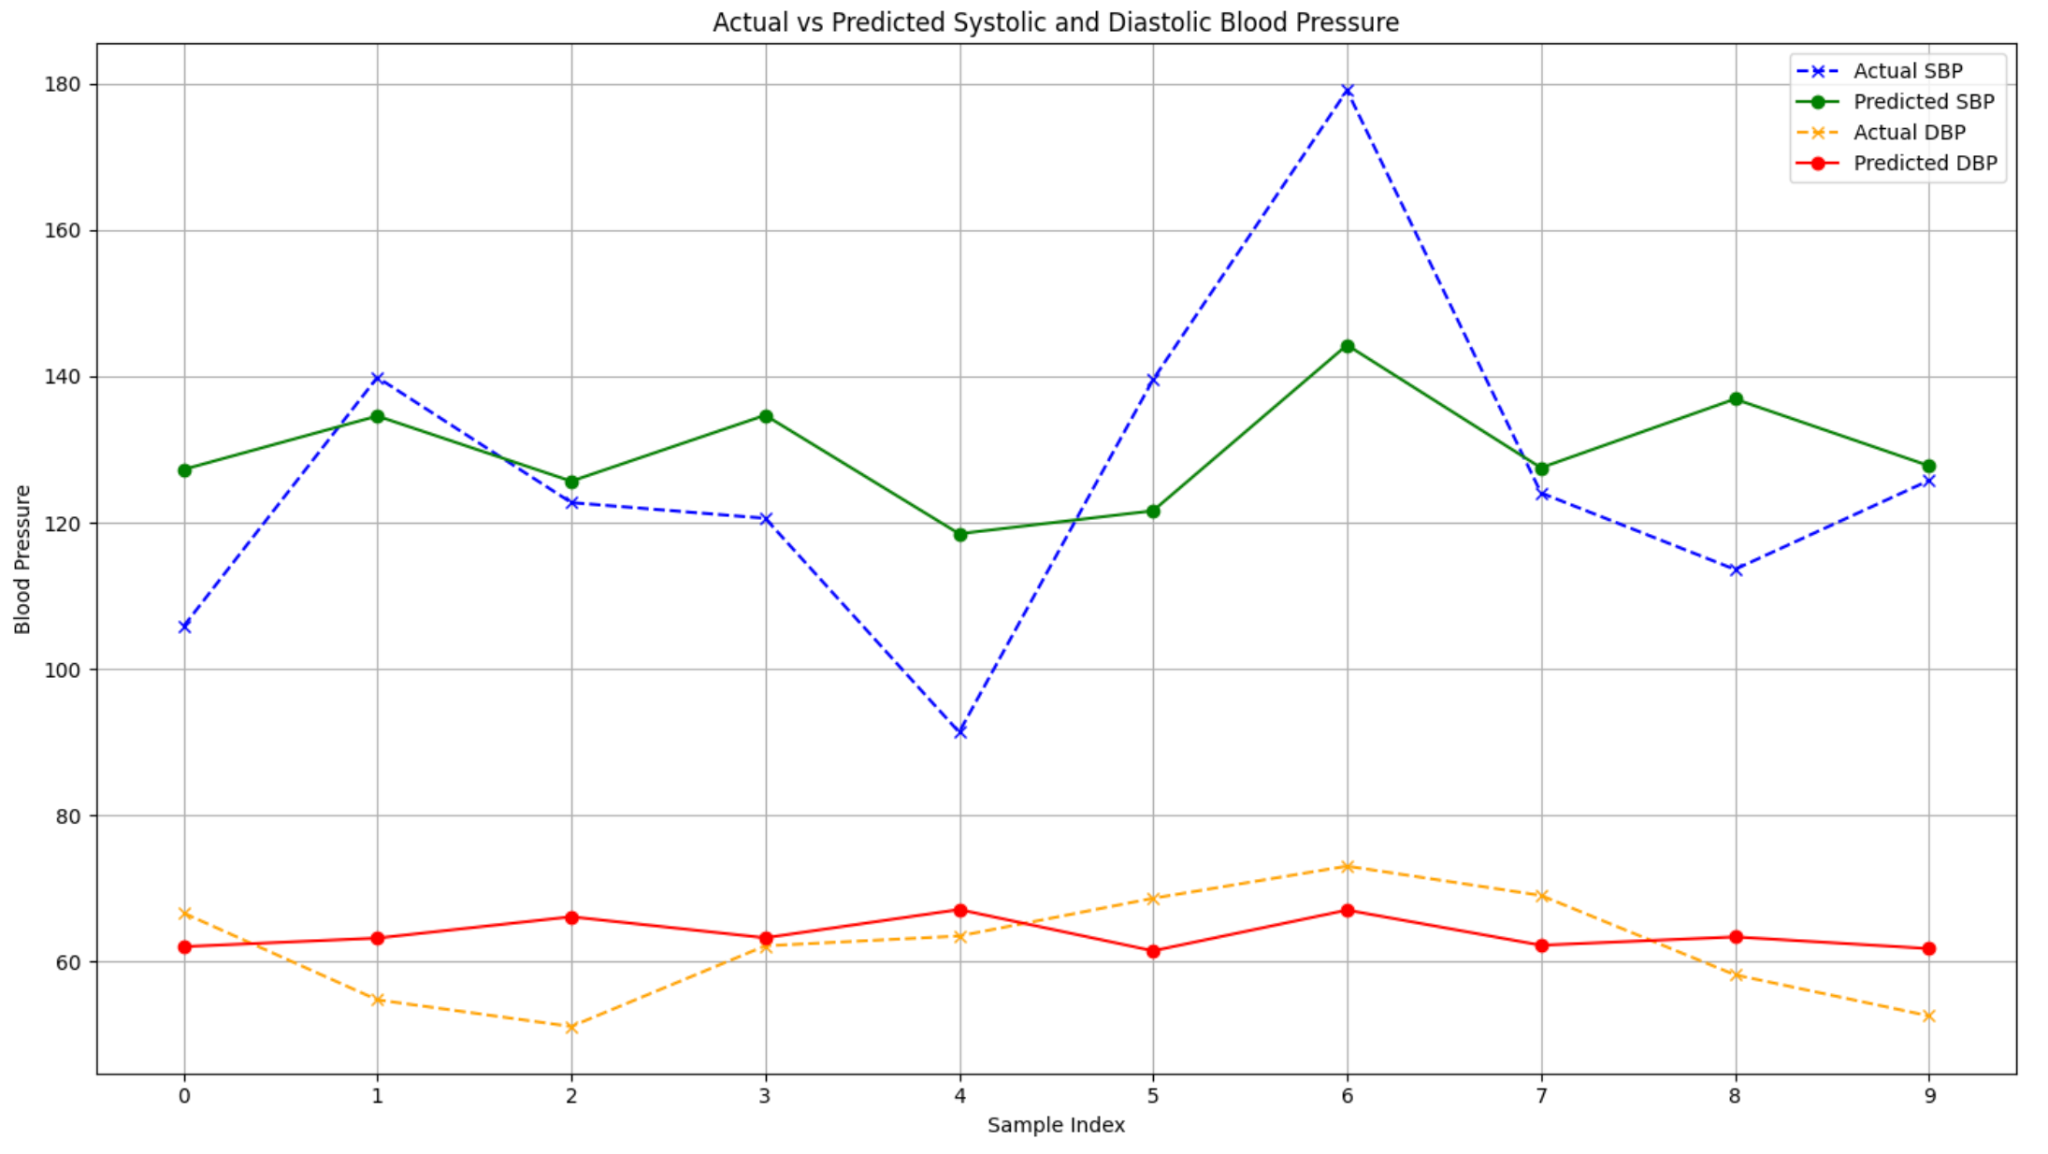 Actual vs Predicted Systolic and Diastolic Blood Pressure
Actual SBP
Predicted SBP
Actual DBP
Predicted DBP
Blood Pressure
180
160
140
120
100
80
60
0 1 2 3 4 5 6 7 8 9
Sample Index